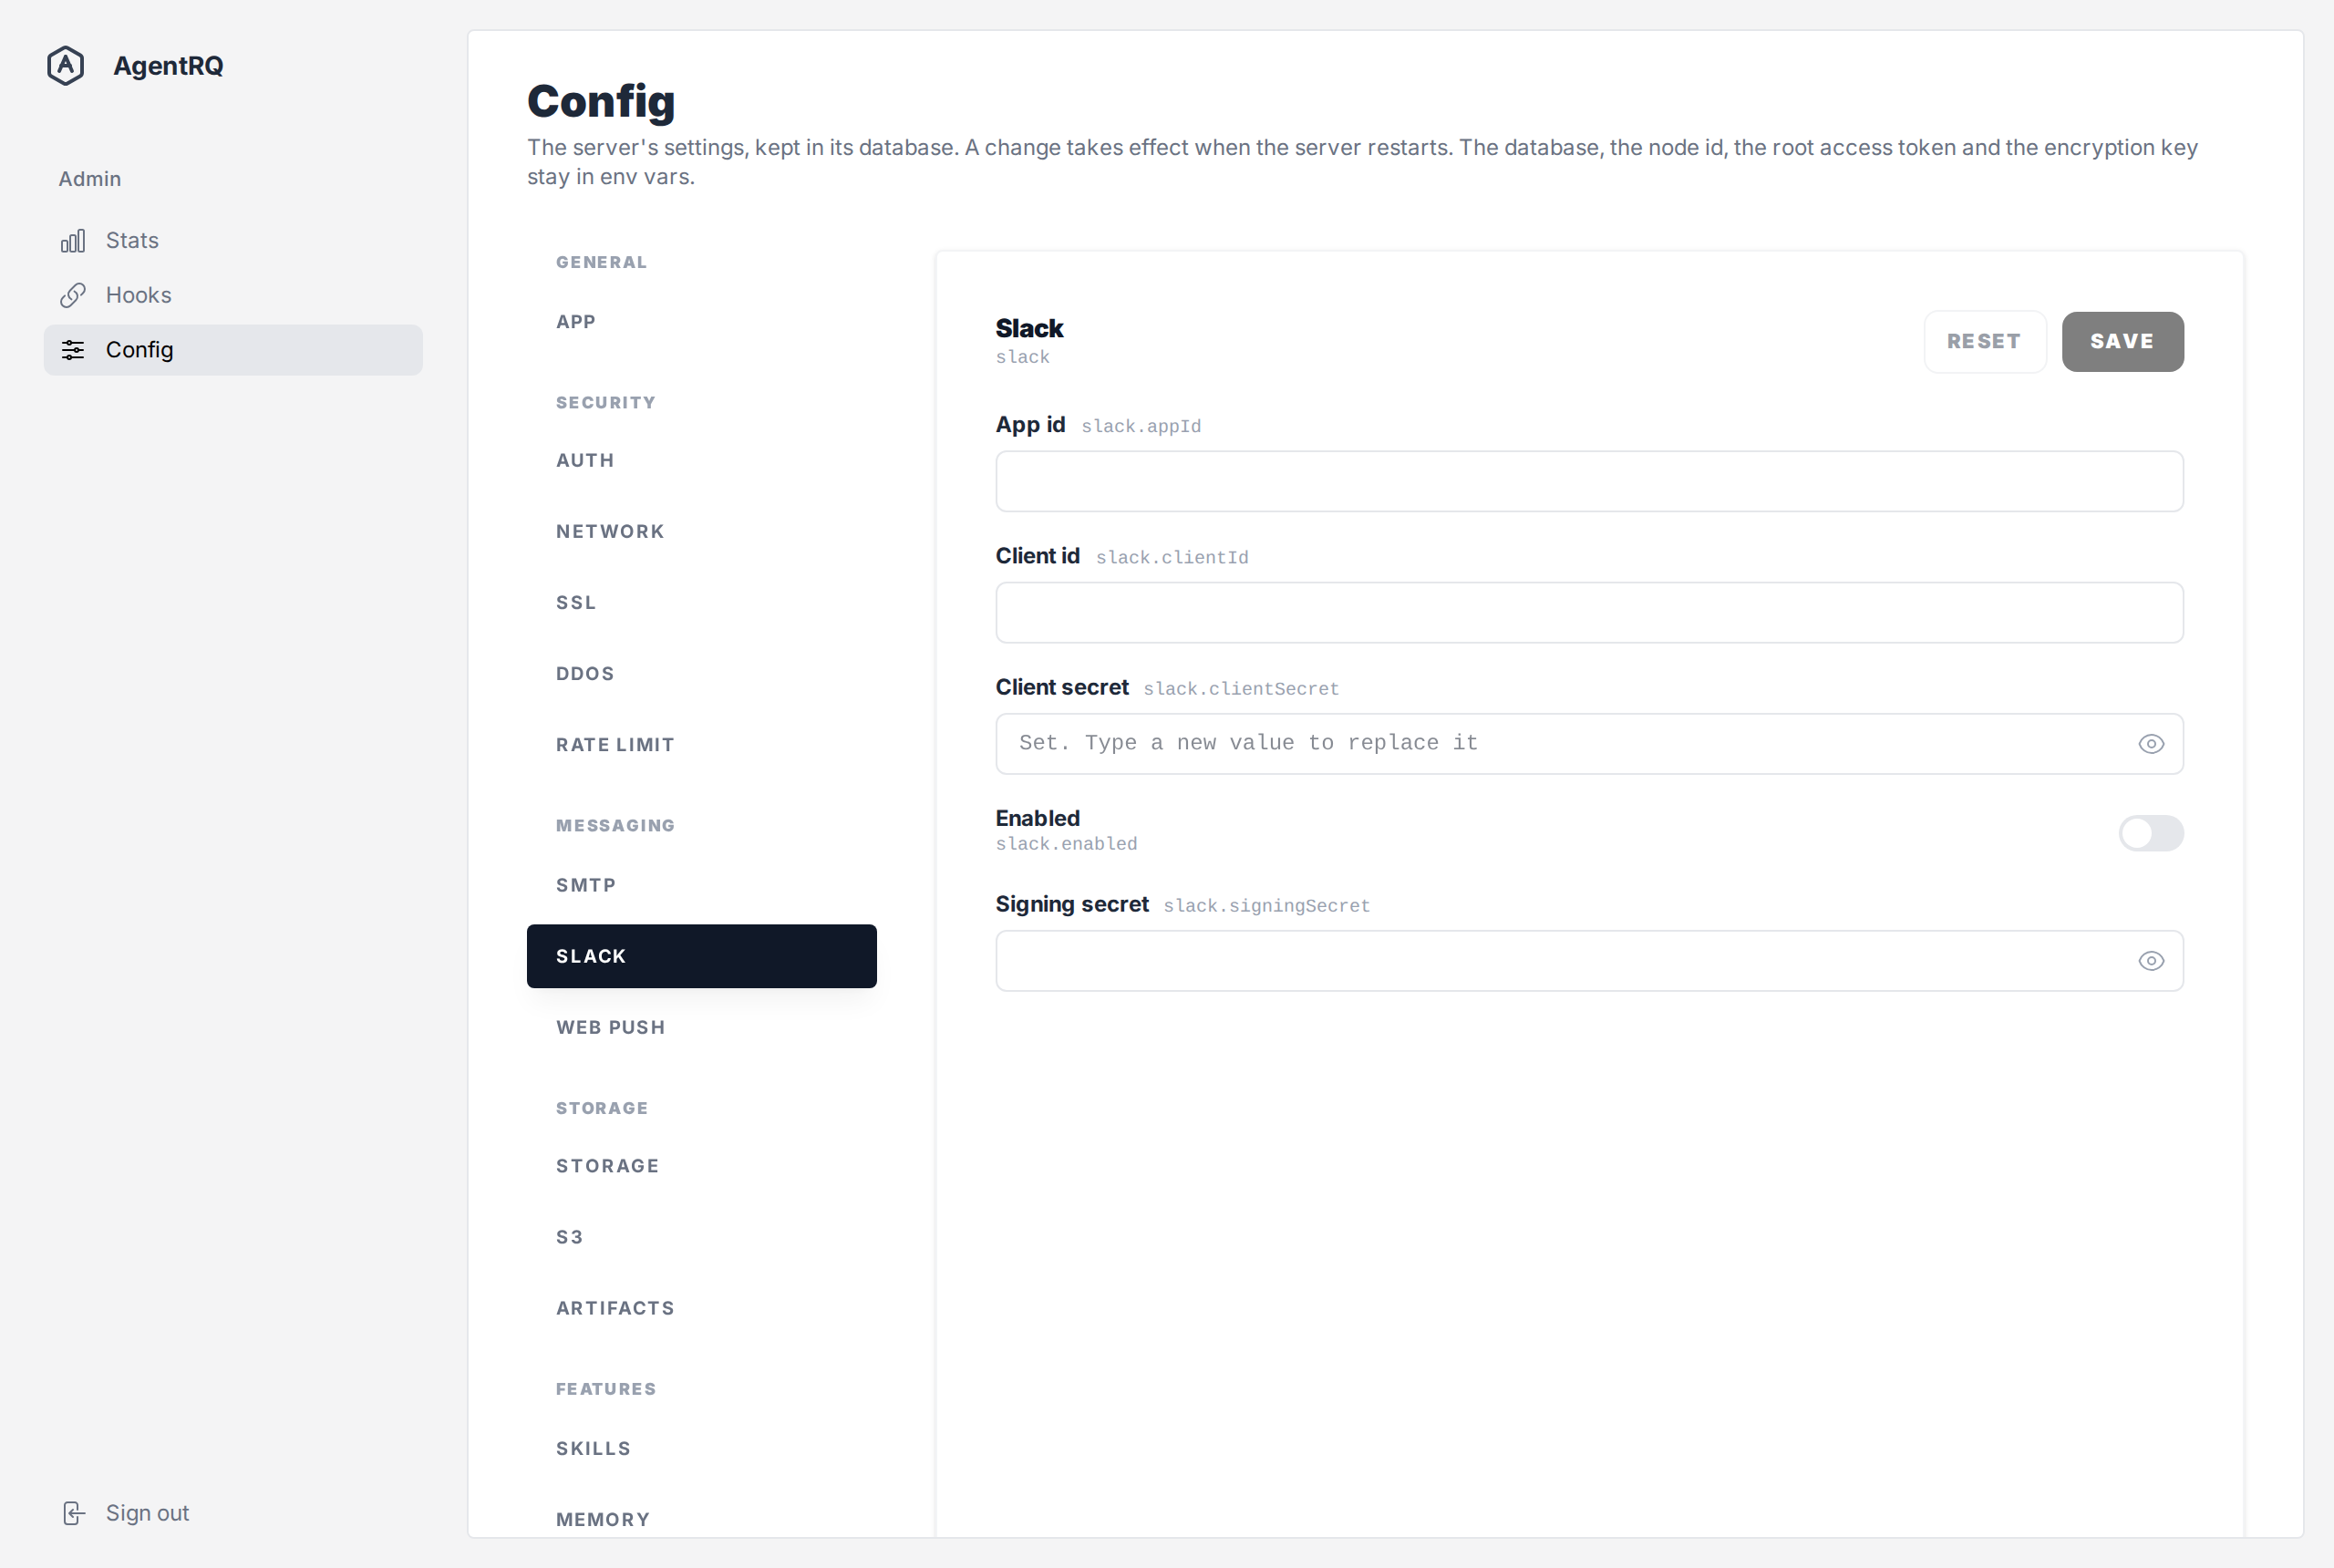 AgentRQ
Admin
Stats
Hooks
Config
Sign out
Config
The server's settings, kept in its database. A change takes effect when the server restarts. The database, the node id, the root access token and the encryption key
stay in env vars.
GENERAL
APP
SECURITY
AUTH
NETWORK
SSL
DDOS
RATE LIMIT
MESSAGING
SMTP
SLACK
WEB PUSH
STORAGE
STORAGE
S3
ARTIFACTS
FEATURES
SKILLS
MEMORY
Slack
slack
RESET SAVE
App id slack.appId
Client id slack.clientId
Client secret slack.clientSecret
Set. Type a new value to replace it
Enabled
slack.enabled
Signing secret slack.signingSecret